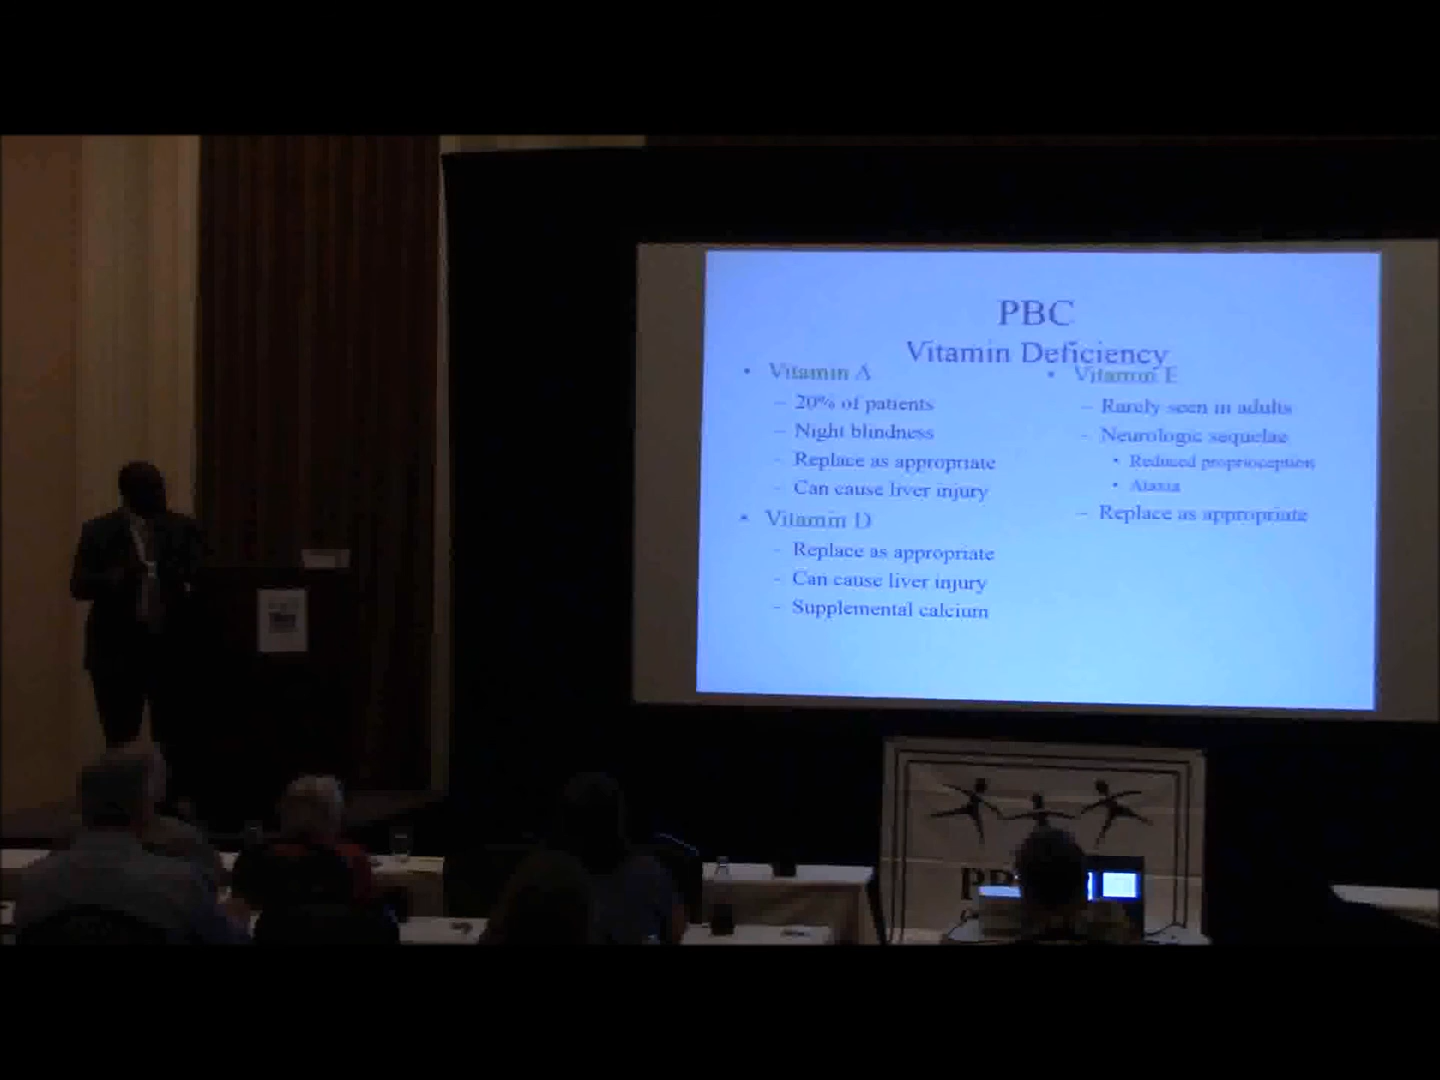 PBC
Vitamin Deficiency
• Vitamin A
– 20% of patients
– Night blindness
– Replace as appropriate
– Can cause liver injury
• Vitamin D
– Replace as appropriate
– Can cause liver injury
– Supplemental calcium
• Vitamin E
– Rarely seen in adults
– Neurologic sequelae
• Reduced proprioception
• Ataxia
– Replace as appropriate